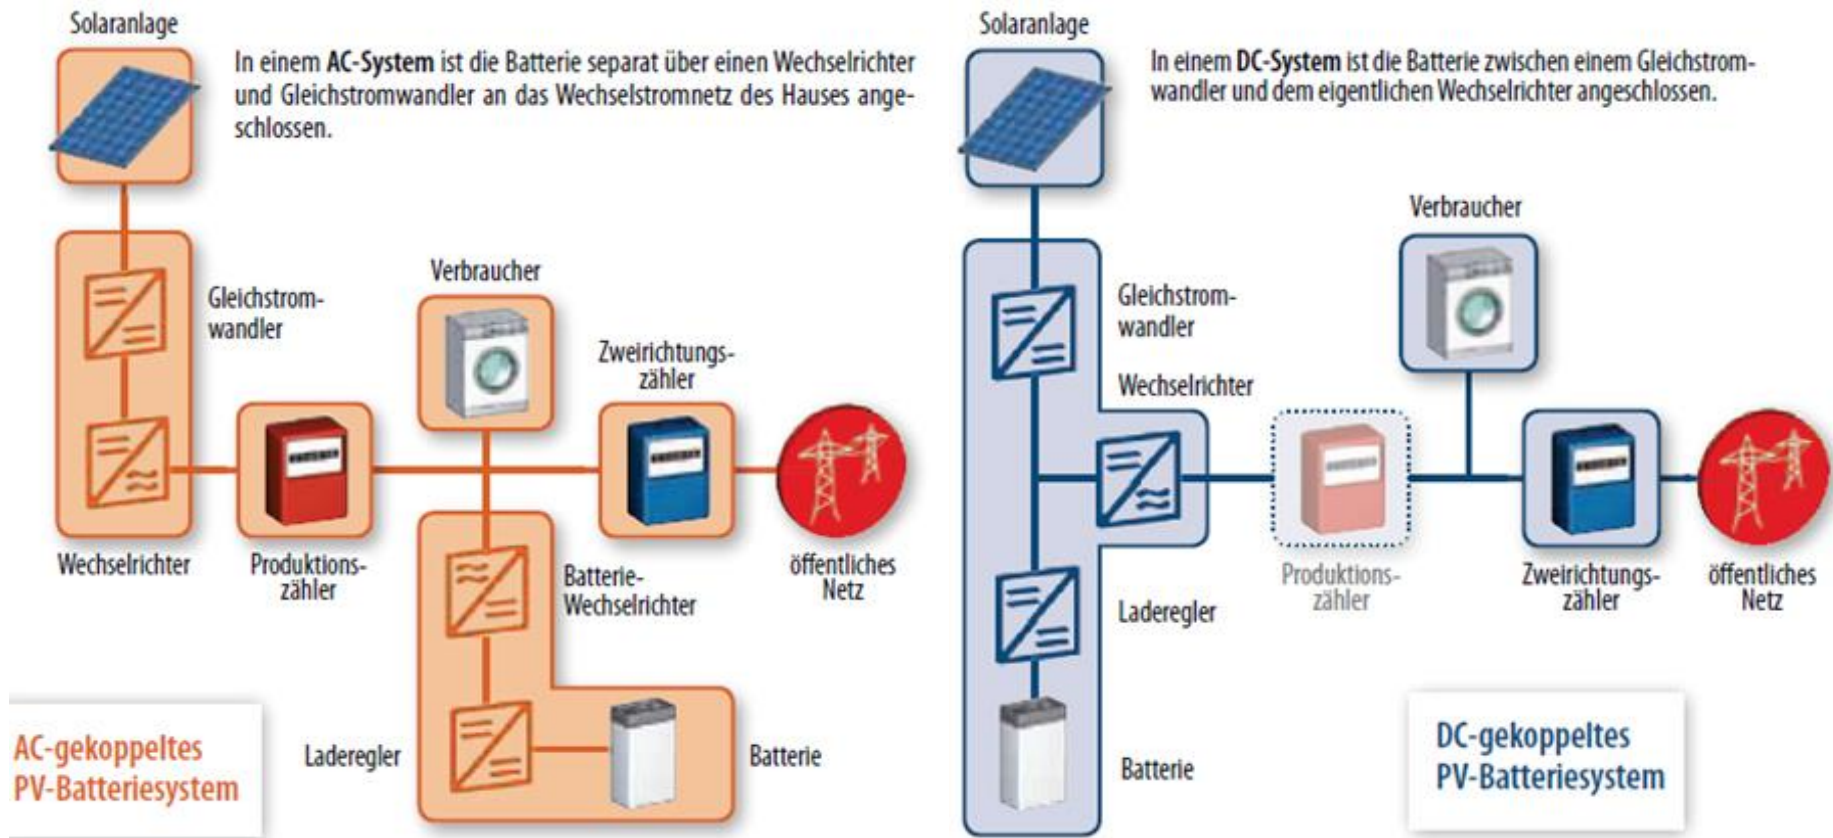 Solaranlage
In einem AC-System ist die Batterie separat über einen Wechselrichter
und Gleichstromwandler an das Wechselstromnetz des Hauses ange-
schlossen.
Gleichstrom-
wandler
Verbraucher
Zweirichtungs-
zähler
Wechselrichter
Produktions-
zähler
Batterie-
Wechselrichter
öffentliches
Netz
Laderegler
Batterie
AC-gekoppeltes
PV-Batteriesystem
Solaranlage
In einem DC-System ist die Batterie zwischen einem Gleichstrom-
wandler und dem eigentlichen Wechselrichter angeschlossen.
Verbraucher
Gleichstrom-
wandler
Wechselrichter
Produktions-
zähler
Zweirichtungs-
zähler
öffentliches
Netz
Laderegler
Batterie
DC-gekoppeltes
PV-Batteriesystem